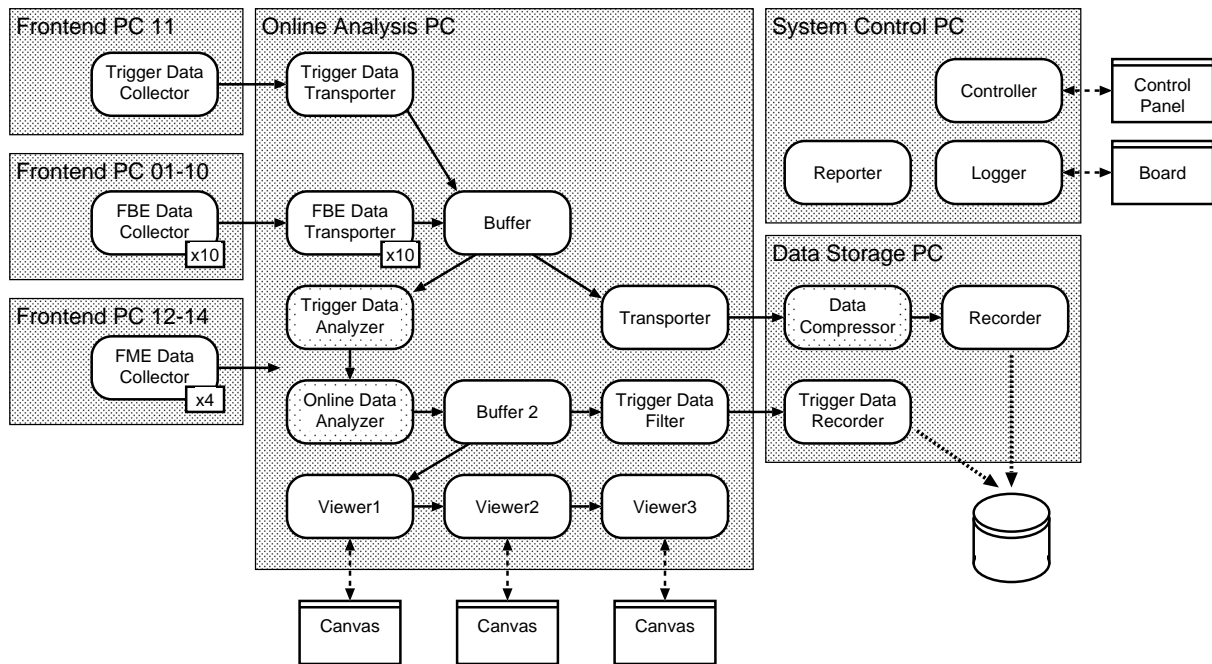 Frontend PC 11
Trigger Data
Collector
Frontend PC 01-10
FBE Data
Collector
x10
Frontend PC 12-14
FME Data
Collector
x4
Online Analysis PC
Trigger Data
Transporter
FBE Data
Transporter
x10
Buffer
Trigger Data
Analyzer
Transporter
Online Data
Analyzer
Buffer 2
Trigger Data
Filter
Viewer1
Viewer2
Viewer3
Canvas
Canvas
Canvas
System Control PC
Controller
Control
Panel
Reporter
Logger
Board
Data Storage PC
Data
Compressor
Recorder
Trigger Data
Recorder